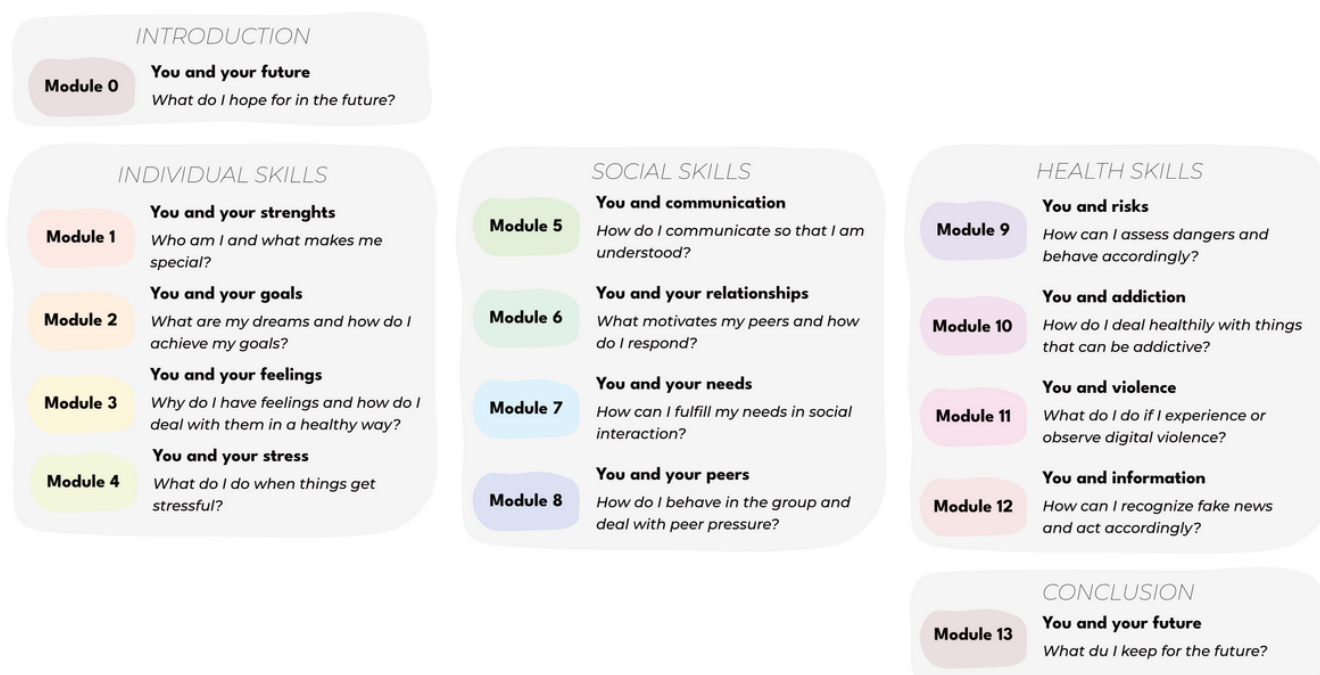 INTRODUCTION
Module 0
You and your future
What do I hope for in the future?
INDIVIDUAL SKILLS
Module 1
You and your strenghts
Who am I and what makes me
special?
Module 2
You and your goals
What are my dreams and how do I
achieve my goals?
Module 3
You and your feelings
Why do I have feelings and how do I
deal with them in a healthy way?
Module 4
You and your stress
What do I do when things get
stressful?
SOCIAL SKILLS
Module 5
You and communication
How do I communicate so that I am
understood?
Module 6
You and your relationships
What motivates my peers and how
do I respond?
Module 7
You and your needs
How can I fulfill my needs in social
interaction?
Module 8
You and your peers
How do I behave in the group and
deal with peer pressure?
HEALTH SKILLS
Module 9
You and risks
How can I assess dangers and
behave accordingly?
Module 10
You and addiction
How do I deal healthily with things
that can be addictive?
Module 11
You and violence
What do I do if I experience or
observe digital violence?
Module 12
You and information
How can I recognize fake news
and act accordingly?
CONCLUSION
Module 13
You and your future
What du I keep for the future?